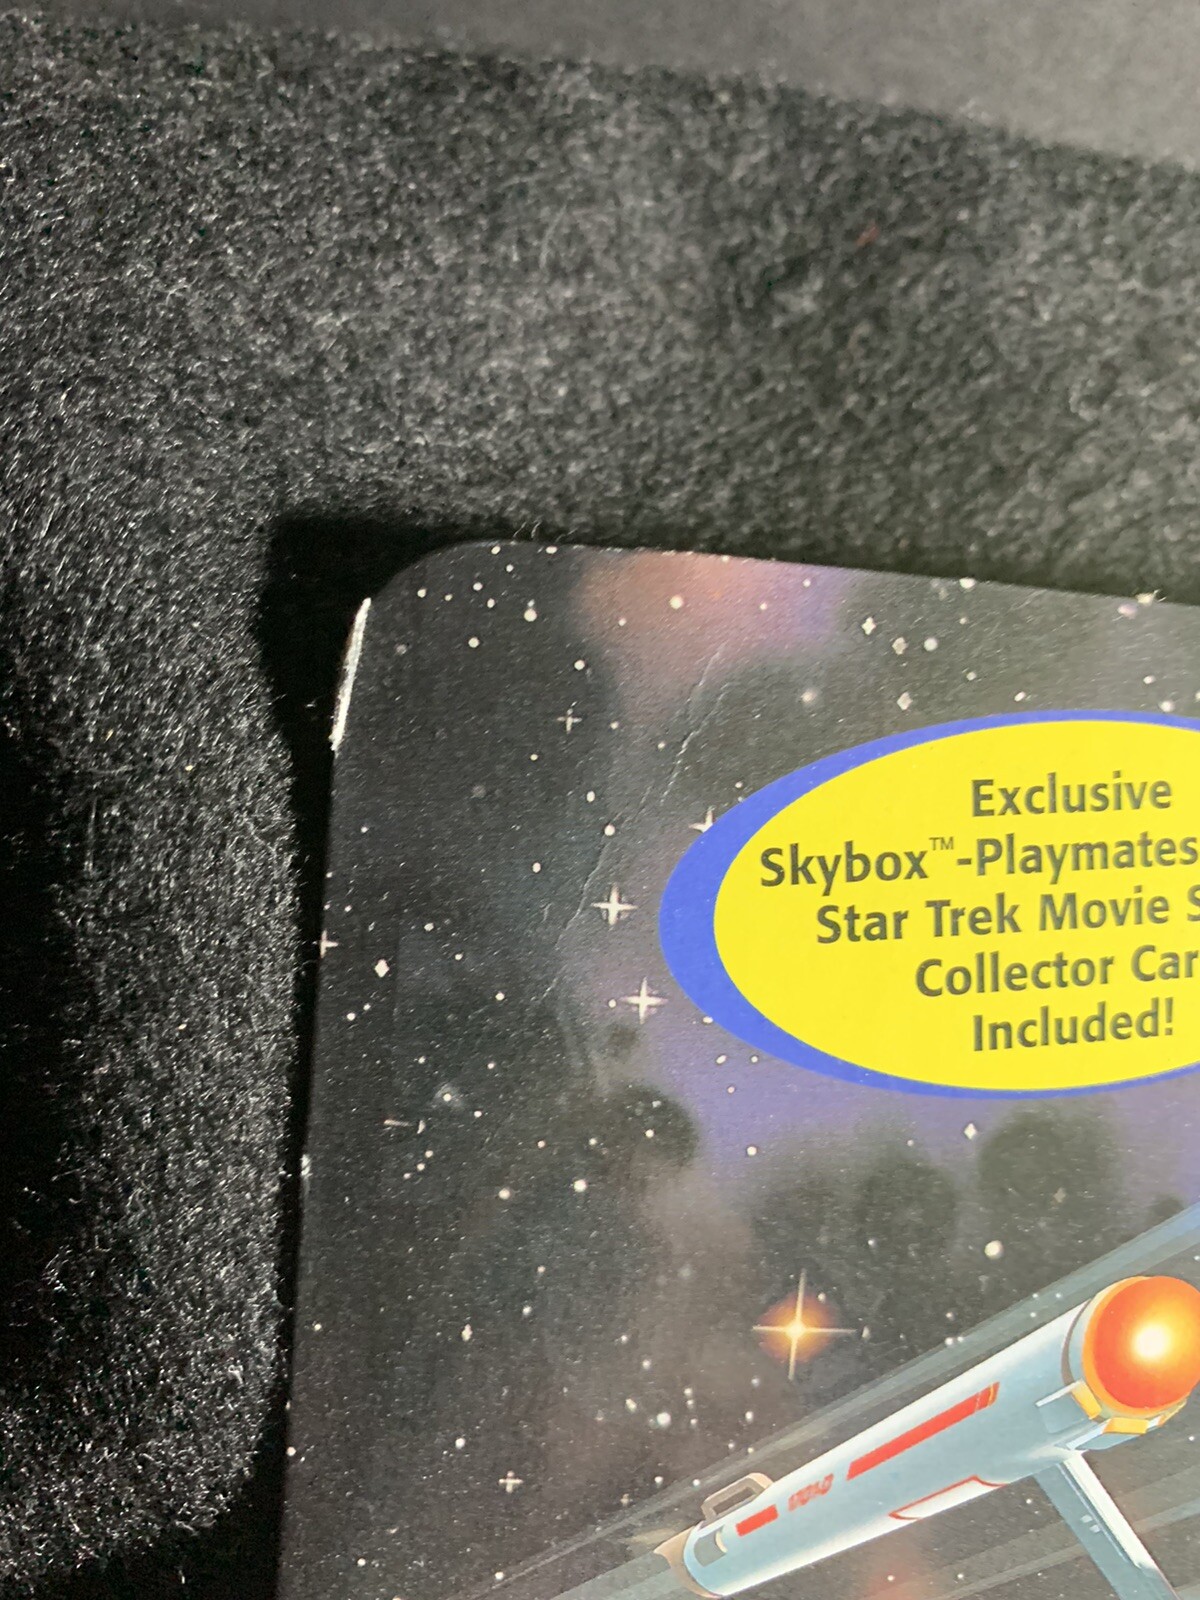 Exclusive
Skybox™-Playmates
Star Trek Movie
Collector
Included!